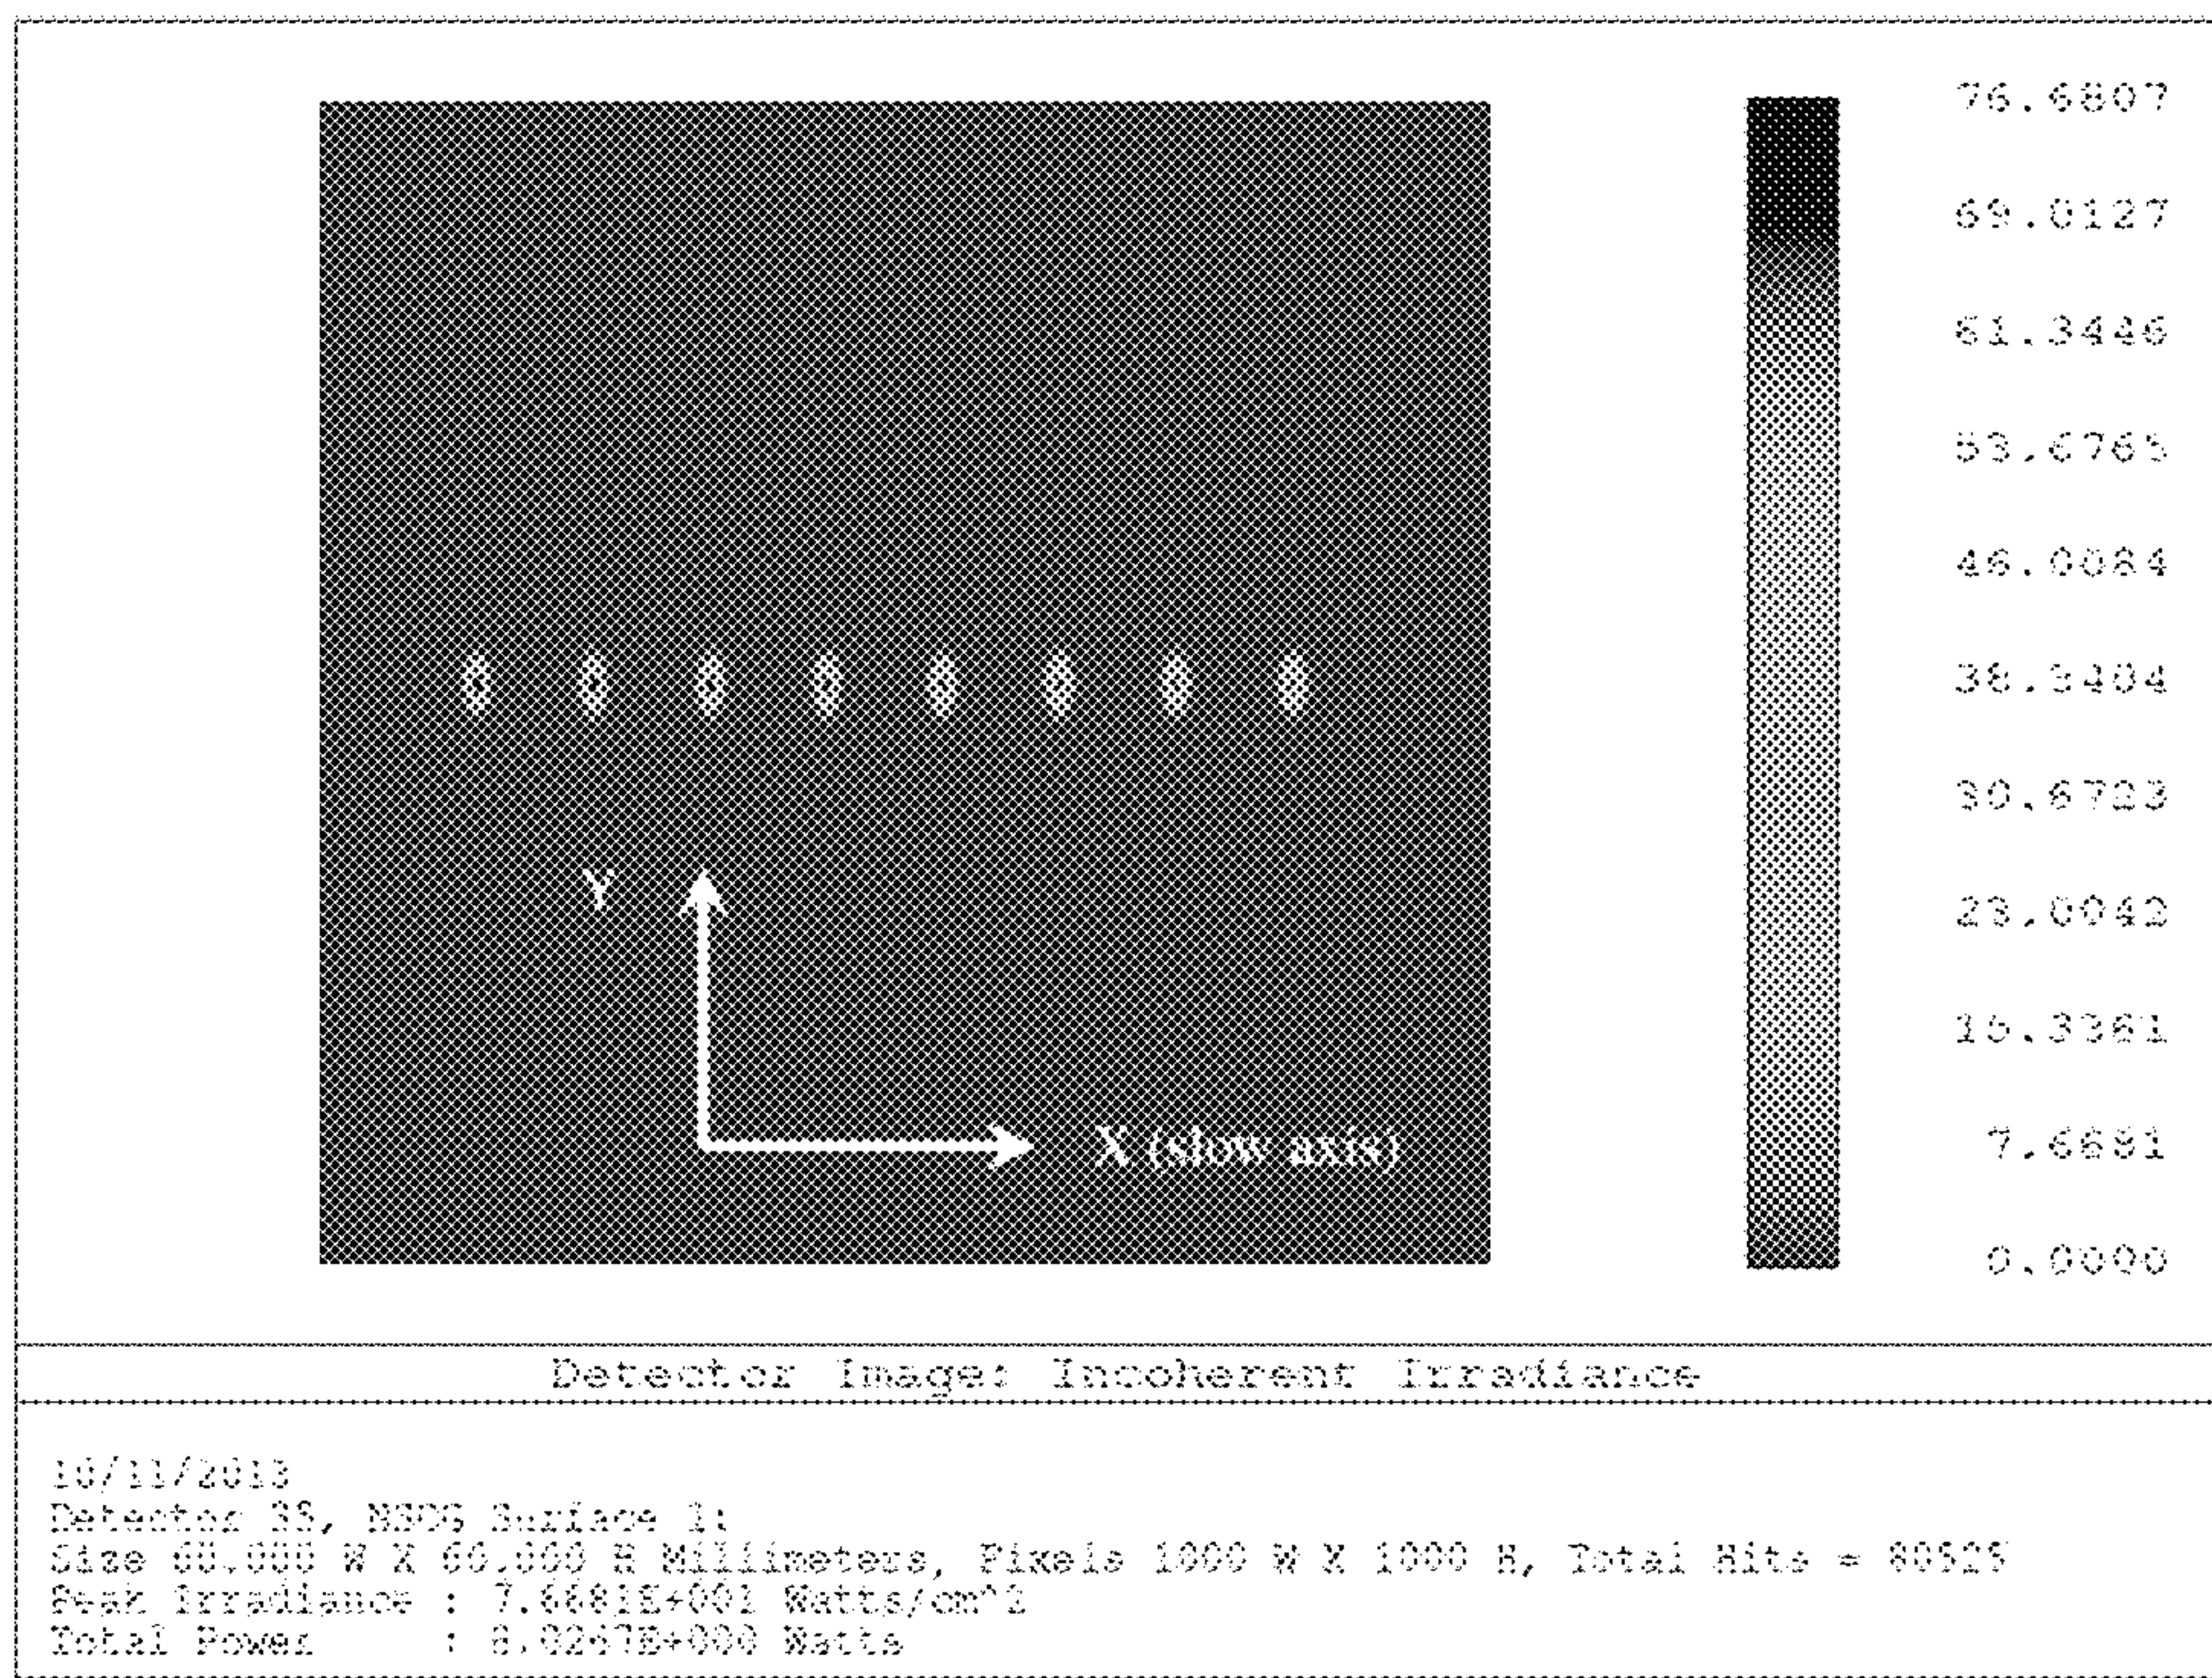 76.6807
69.0127
61.3446
53.6765
46.0084
38.3404
30.6723
23.0042
15.3361
7.6681
0.0000
Y
X (slow axis)
Detector Image: Incoherent Irradiance
10/11/2013
Detector 35, NSCG Surface 1:
Size 60.000 W X 60.000 H Millimeters, Pixels 1000 W X 1000 H, Total Hits = 80525
Peak Irradiance : 7.6681E+001 Watts/cm^2
Total Power : Watts